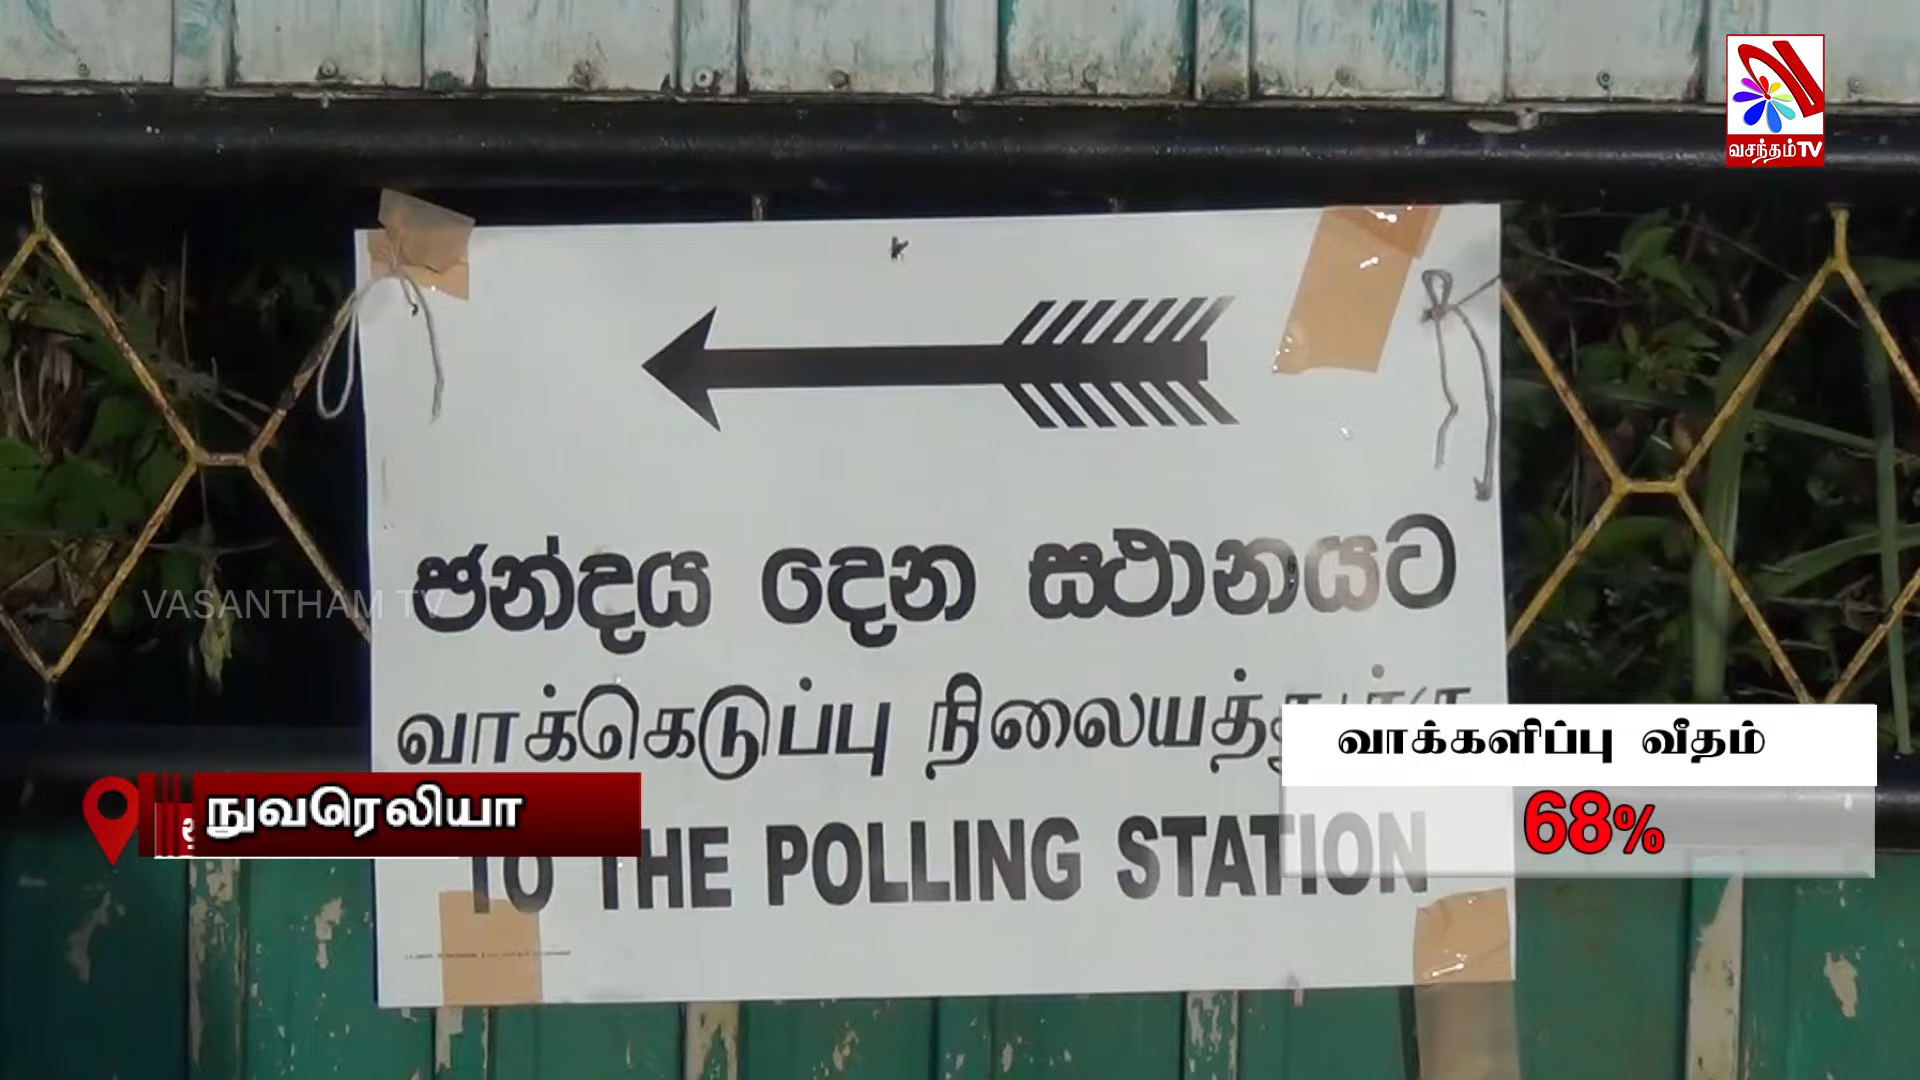 வசந்தம்TV
ඡන්දය දෙන ස්ථානයට
VASANTHAM TV
வாக்கெடுப்பு நிலையத்துக்கு
வாக்களிப்பு வீதம்
68%
நுவரெலியா
TO THE POLLING STATION